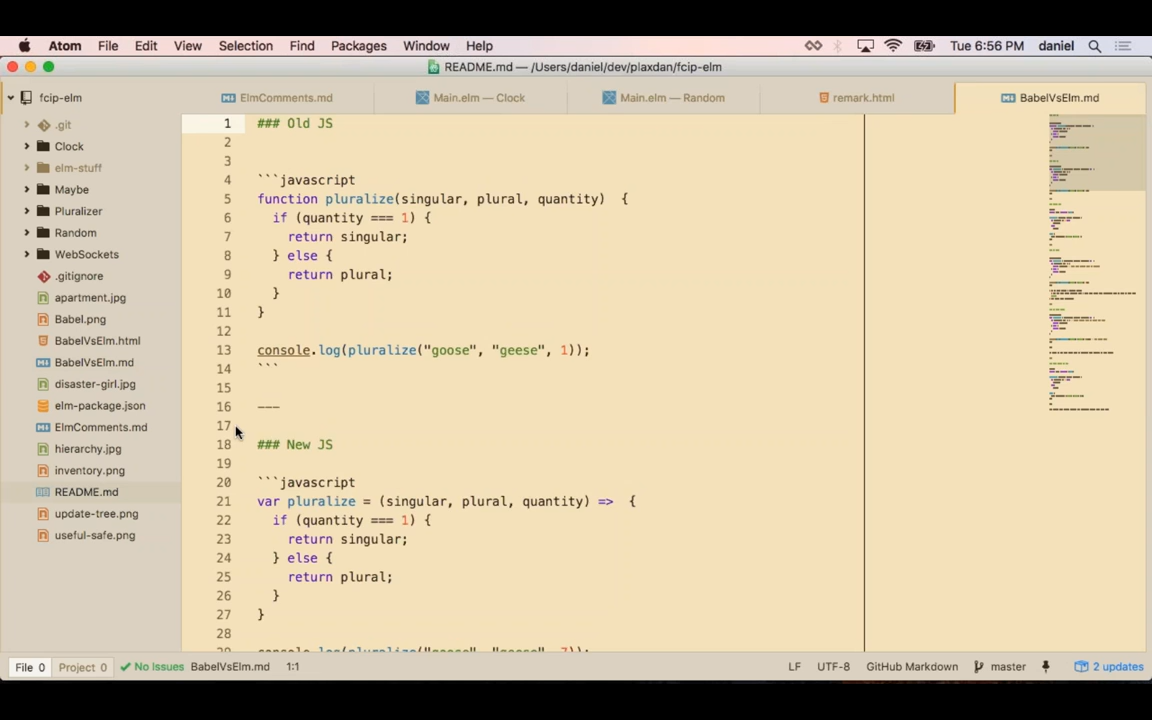 Atom File Edit View Selection Find Packages Window Help Tue 6:56 PM daniel
README.md — /Users/daniel/dev/plaxdan/fcip-elm
fcip-elm
ElmComments.md
Main.elm — Clock
Main.elm — Random
remark.html
BabelVsElm.md
.git
Clock
elm-stuff
Maybe
Pluralizer
Random
WebSockets
.gitignore
apartment.jpg
Babel.png
BabelVsElm.html
BabelVsElm.md
disaster-girl.jpg
elm-package.json
ElmComments.md
hierarchy.jpg
inventory.png
README.md
update-tree.png
useful-safe.png
1 ### Old JS
2
3
4 ```javascript
5 function pluralize(singular, plural, quantity)  {
6   if (quantity === 1) {
7     return singular;
8   } else {
9     return plural;
10   }
11 }
12
13 console.log(pluralize("goose", "geese", 1));
14 ```
15
16 ---
17
18 ### New JS
19
20 ```javascript
21 var pluralize = (singular, plural, quantity) =>  {
22   if (quantity === 1) {
23     return singular;
24   } else {
25     return plural;
26   }
27 }
28
File 0 Project 0 No Issues BabelVsElm.md 1:1 LF UTF-8 GitHub Markdown master 2 updates